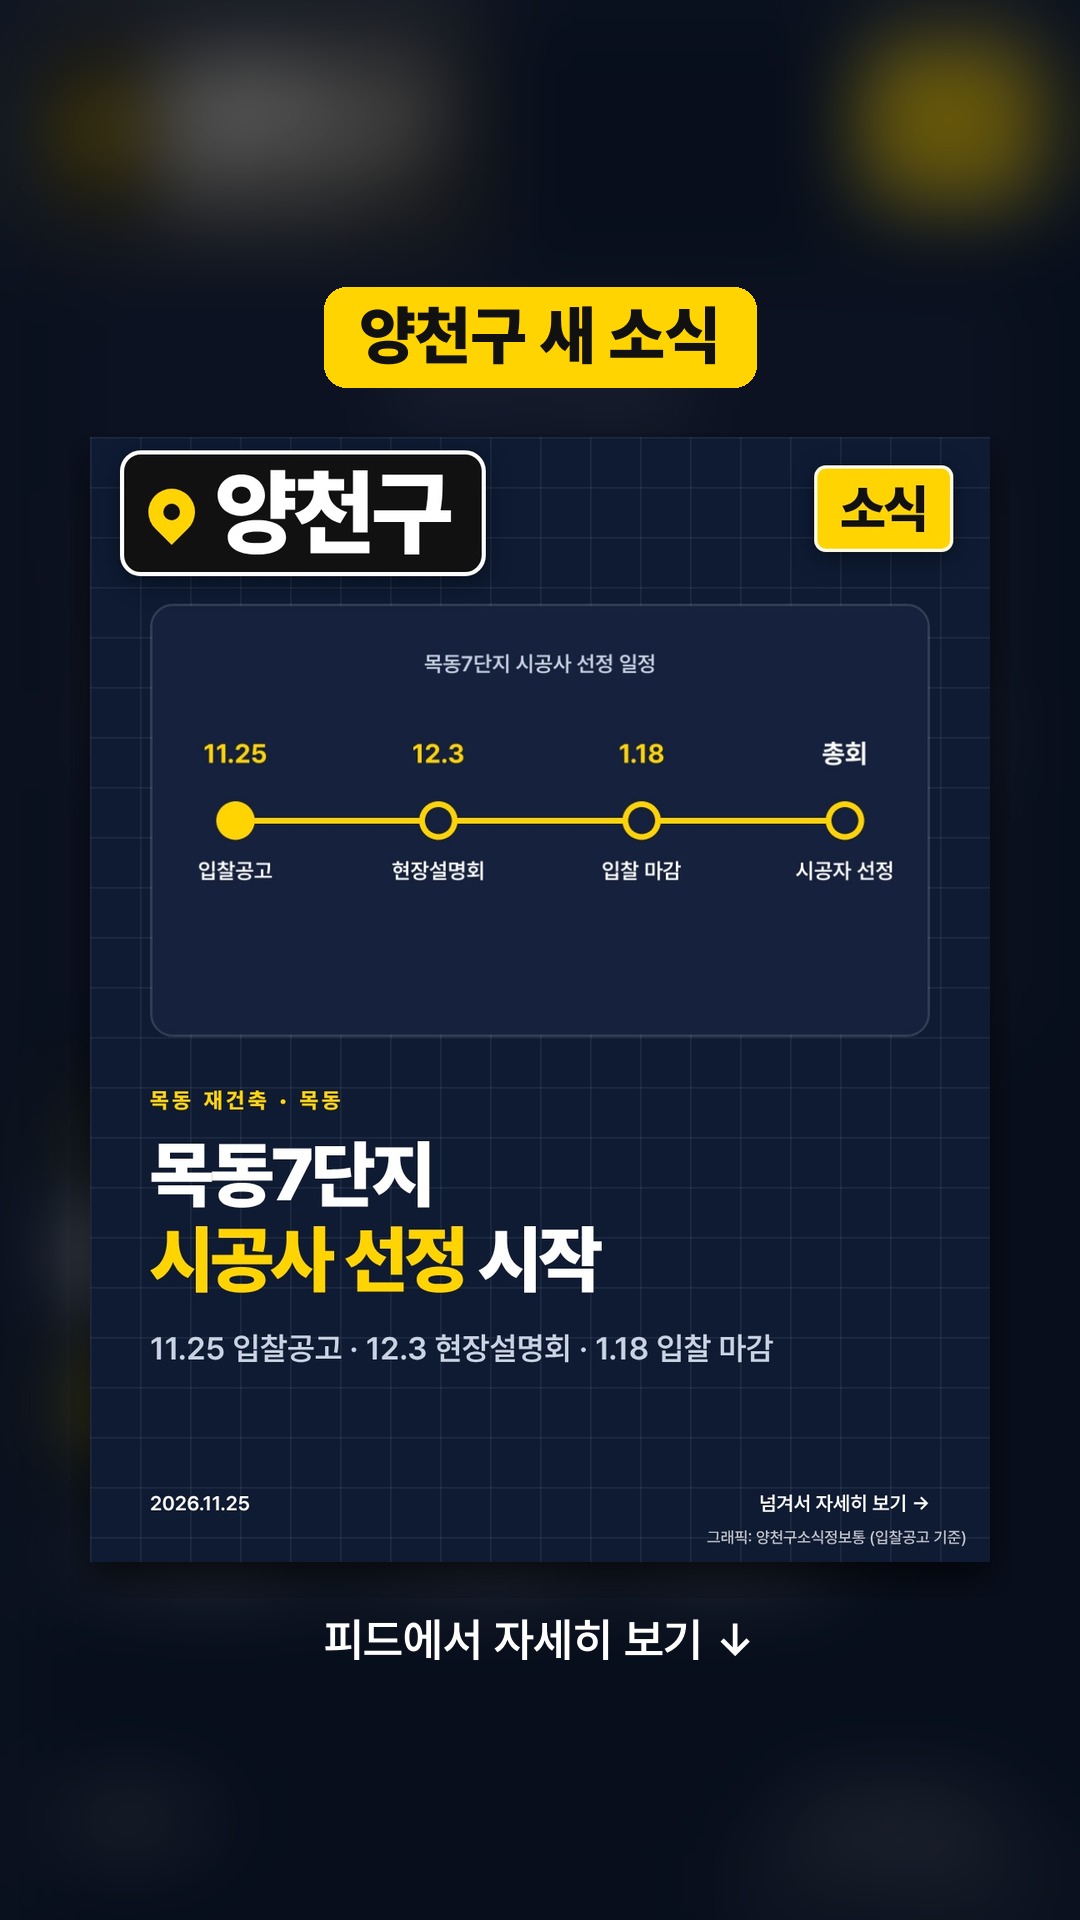 양천구 새 소식
양천구
소식
목동7단지 시공사 선정 일정
11.25 12.3 1.18 총회
입찰공고 현장설명회 입찰 마감 시공자 선정
목동 재건축 · 목동
목동7단지
시공사 선정 시작
11.25 입찰공고 · 12.3 현장설명회 · 1.18 입찰 마감
2026.11.25
넘겨서 자세히 보기 →
그래픽: 양천구소식정보통 (입찰공고 기준)
피드에서 자세히 보기 ↓